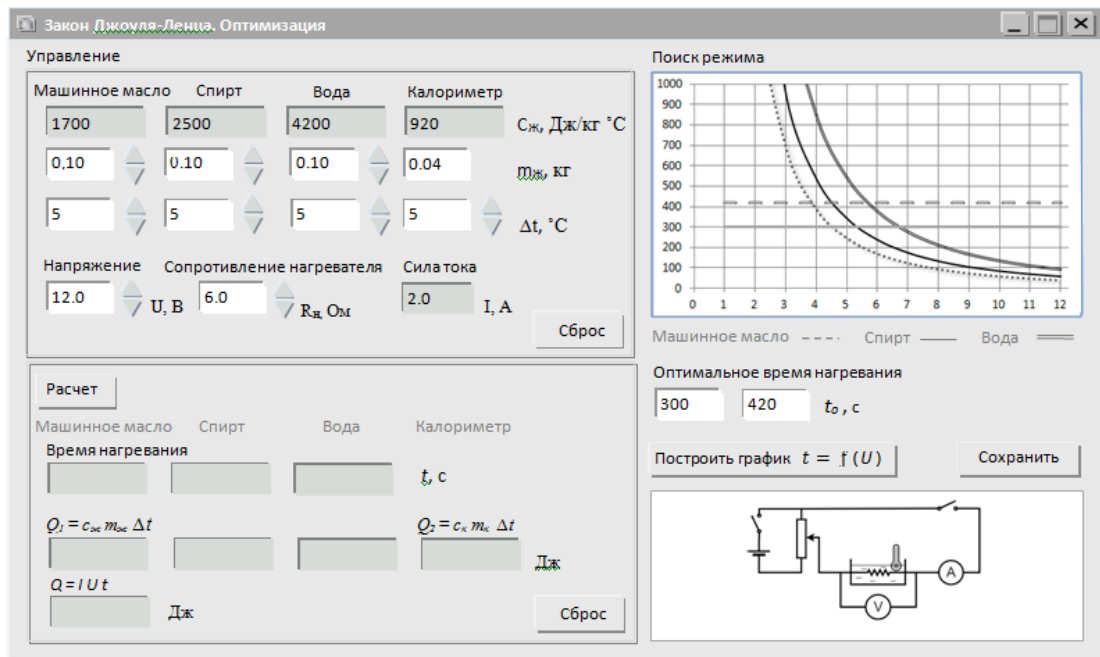 Закон Джоуля-Ленца. Оптимизация
Управление
Машинное масло Спирт Вода Калориметр
1700 2500 4200 920 Cж, Дж/кг ˚C
0,10 0.10 0.10 0.04 mж, кг
5 5 5 5 Δt, ˚C
Напряжение Сопротивление нагревателя Сила тока
12.0 U, В 6.0 Rн, Ом 2.0 I, А
Сброс
Расчет
Машинное масло Спирт Вода Калориметр
Время нагревания
t, с
Q1 = cж mж Δt Q2 = cк mк Δt
Дж
Q = I U t
Дж
Сброс
Поиск режима
1000
900
800
700
600
500
400
300
200
100
0
0 1 2 3 4 5 6 7 8 9 10 11 12
Машинное масло Спирт Вода
Оптимальное время нагревания
300 420 to , с
Построить график t = f (U) Сохранить
A
V